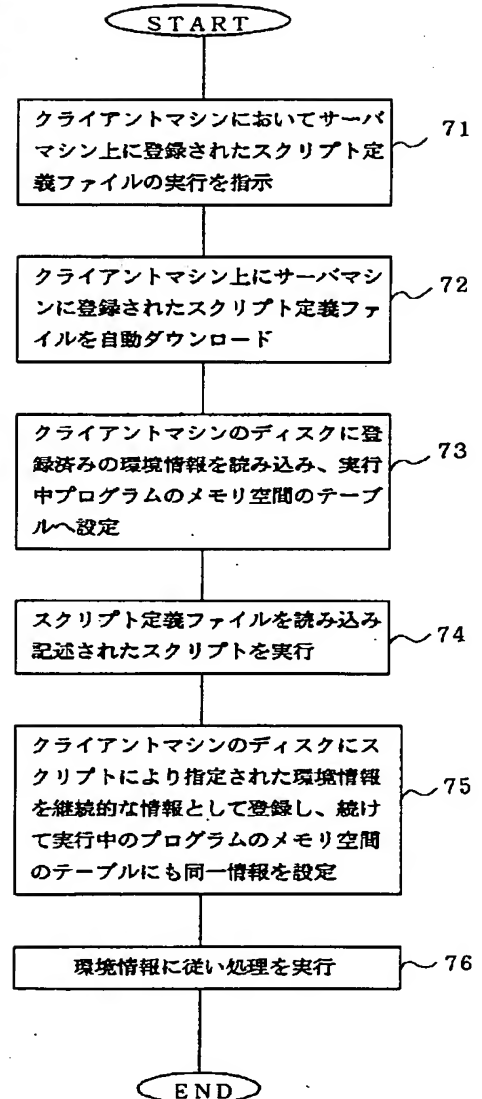 START
クライアントマシンにおいてサーバ
マシン上に登録されたスクリプト定
義ファイルの実行を指示
71
クライアントマシン上にサーバマシ
ンに登録されたスクリプト定義ファ
イルを自動ダウンロード
72
クライアントマシンのディスクに登
録済みの環境情報を読み込み、実行
中プログラムのメモリ空間のテーブ
ルへ設定
73
スクリプト定義ファイルを読み込み
記述されたスクリプトを実行
74
クライアントマシンのディスクにス
クリプトにより指定された環境情報
を継続的な情報として登録し、続け
て実行中のプログラムのメモリ空間
のテーブルにも同一情報を設定
75
環境情報に従い処理を実行
76
END